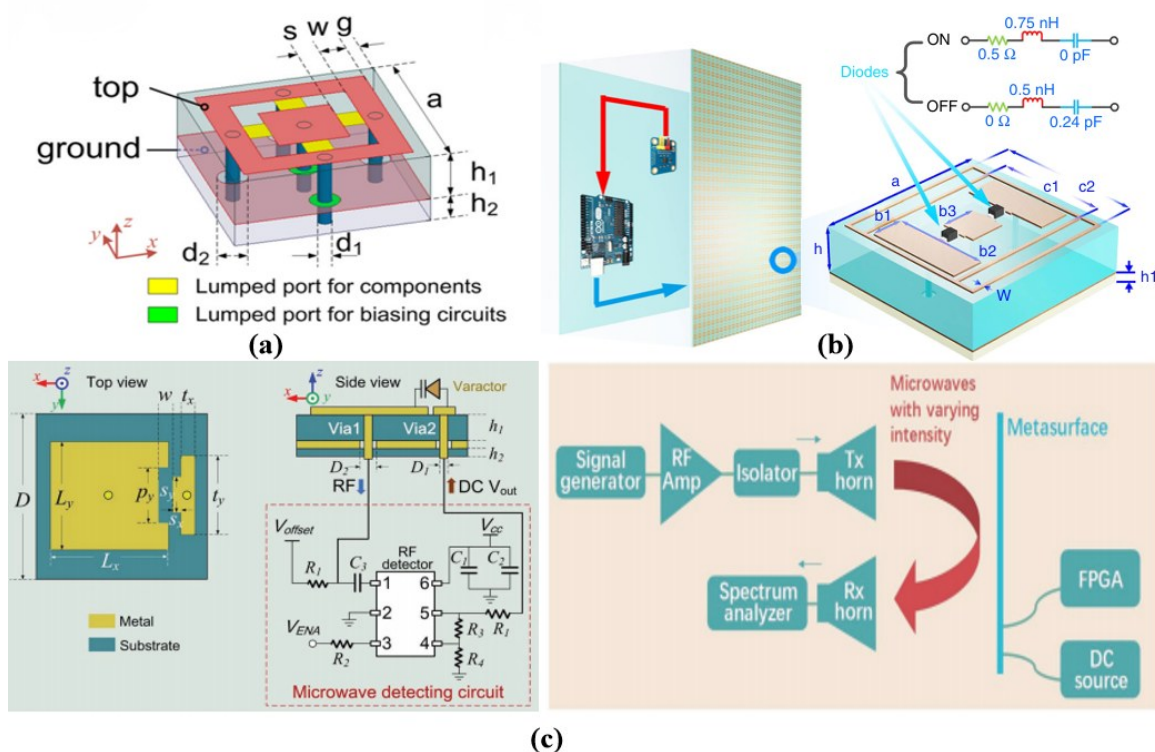 s w g
top
a
ground
h1
h2
z
y
x
d2
d1
Lumped port for components
Lumped port for biasing circuits
(a)
0.75 nH
ON
0.5 Ω 0 pF
Diodes
0.5 nH
OFF
0 Ω 0.24 pF
a
c1 c2
b1 b3
b2
h
h1
W
(b)
x z
y
Top view
w tx
D
Ly
py
sy
ty
sx
Lx
Metal
Substrate
z
x
y
Side view
Varactor
Via1 Via2
h1
h2
D2 D1
RF
DC Vout
Voffset
Vcc
R1 C3
RF
detector
C1 C2
1 6
2 5
3 4
R3 R1
VENA
R2
R4
Microwave detecting circuit
Microwaves
with varying
intensity
Metasurface
Signal
generator
RF
Amp
Isolator
Tx
horn
Spectrum
analyzer
Rx
horn
FPGA
DC
source
(c)